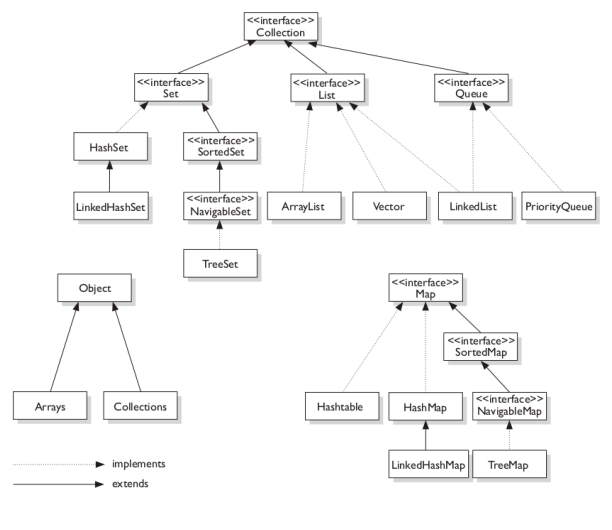 <<interface>>
Collection
<<interface>>
Set
<<interface>>
List
<<interface>>
Queue
HashSet
<<interface>>
SortedSet
LinkedHashSet
<<interface>>
NavigableSet
ArrayList
Vector
LinkedList
PriorityQueue
TreeSet
Object
<<interface>>
Map
<<interface>>
SortedMap
Arrays
Collections
Hashtable
HashMap
<<interface>>
NavigableMap
LinkedHashMap
TreeMap
implements
extends